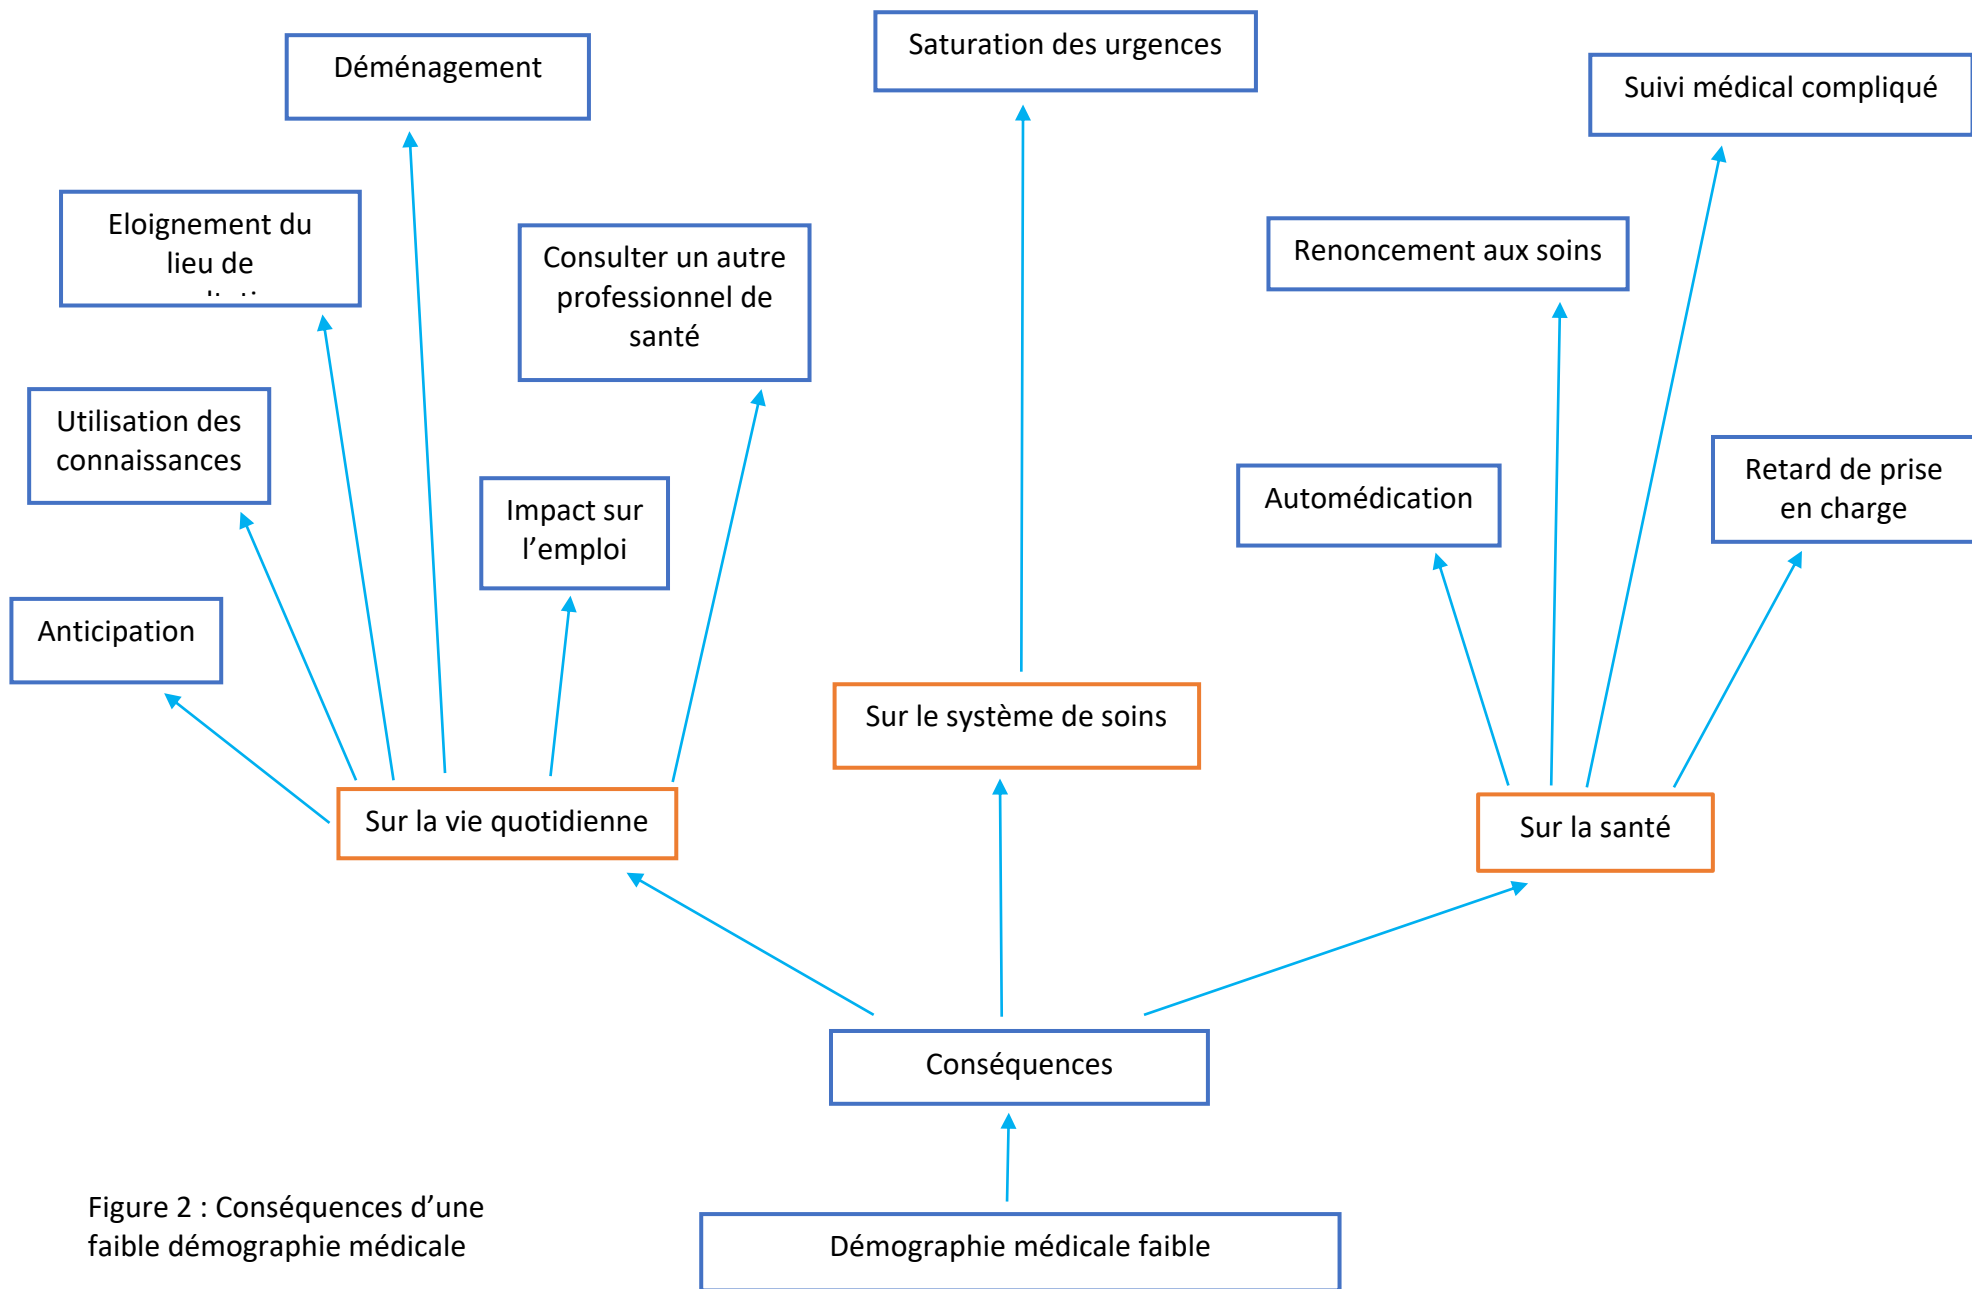 Saturation des urgences
Déménagement
Suivi médical compliqué
Eloignement du
lieu de
Consulter un autre
professionnel de
santé
Renoncement aux soins
Utilisation des
connaissances
Impact sur
l’emploi
Automédication
Retard de prise
en charge
Anticipation
Sur le système de soins
Sur la vie quotidienne
Sur la santé
Conséquences
Figure 2 : Conséquences d’une
faible démographie médicale
Démographie médicale faible